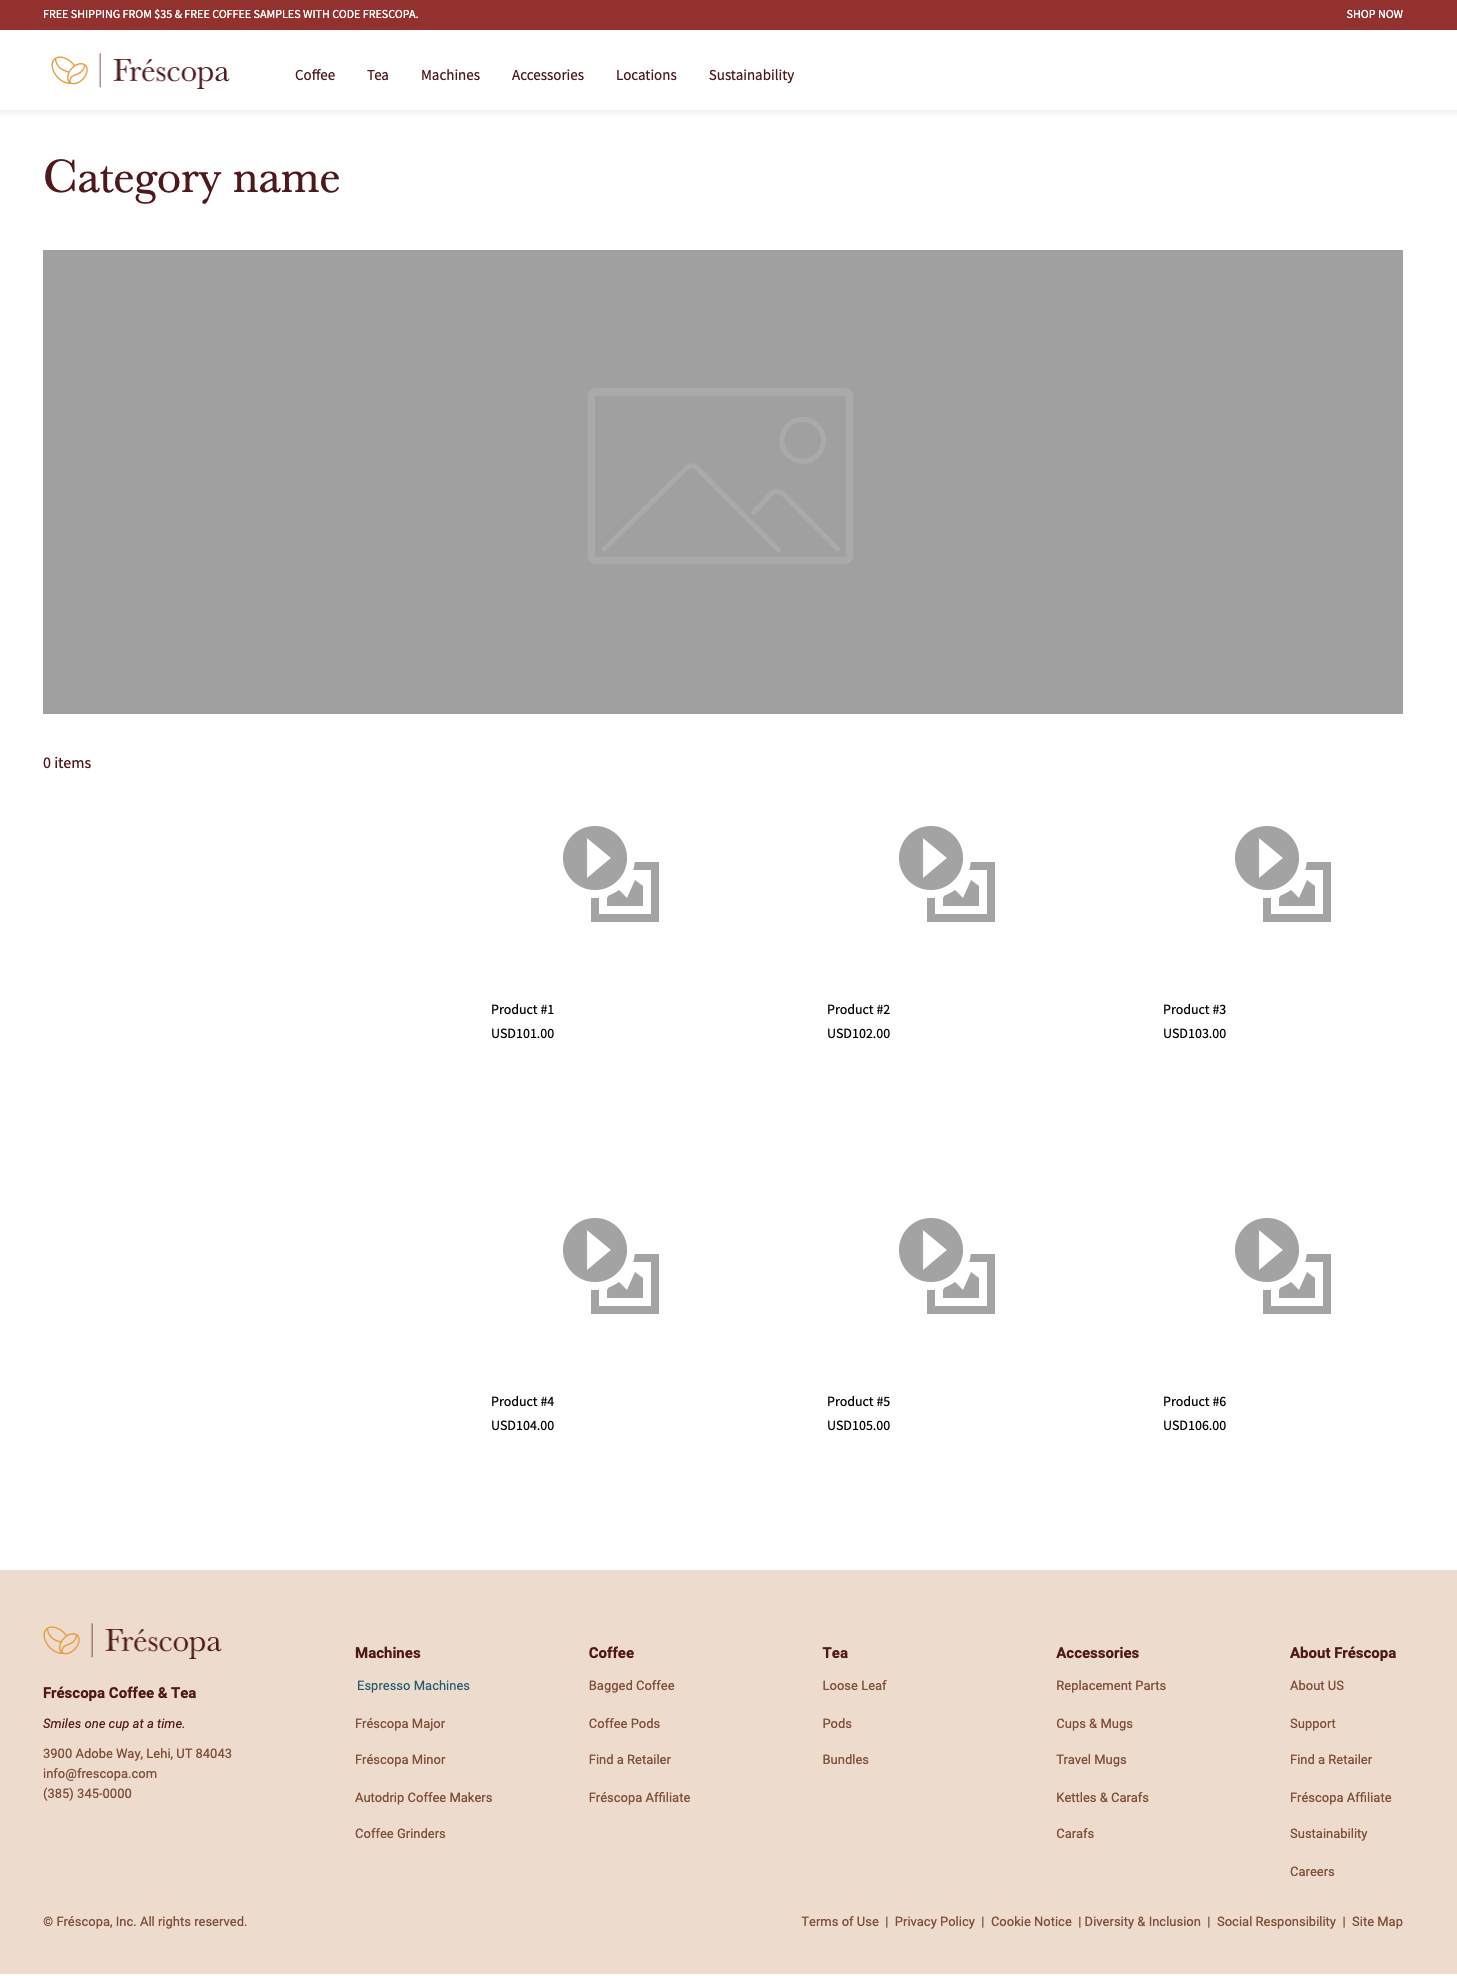 FREE SHIPPING FROM $35 & FREE COFFEE SAMPLES WITH CODE FRESCOPA.
SHOP NOW
Fréscopa
Coffee
Tea
Machines
Accessories
Locations
Sustainability
Category name
0 items
Product #1
USD101.00
Product #2
USD102.00
Product #3
USD103.00
Product #4
USD104.00
Product #5
USD105.00
Product #6
USD106.00
Fréscopa
Fréscopa Coffee & Tea
Smiles one cup at a time.
3900 Adobe Way, Lehi, UT 84043
info@frescopa.com
(385) 345-0000
Machines
Espresso Machines
Fréscopa Major
Fréscopa Minor
Autodrip Coffee Makers
Coffee Grinders
Coffee
Bagged Coffee
Coffee Pods
Find a Retailer
Fréscopa Affiliate
Tea
Loose Leaf
Pods
Bundles
Accessories
Replacement Parts
Cups & Mugs
Travel Mugs
Kettles & Carafs
Carafs
About Fréscopa
About US
Support
Find a Retailer
Fréscopa Affiliate
Sustainability
Careers
© Fréscopa, Inc. All rights reserved.
Terms of Use | Privacy Policy | Cookie Notice | Diversity & Inclusion | Social Responsibility | Site Map